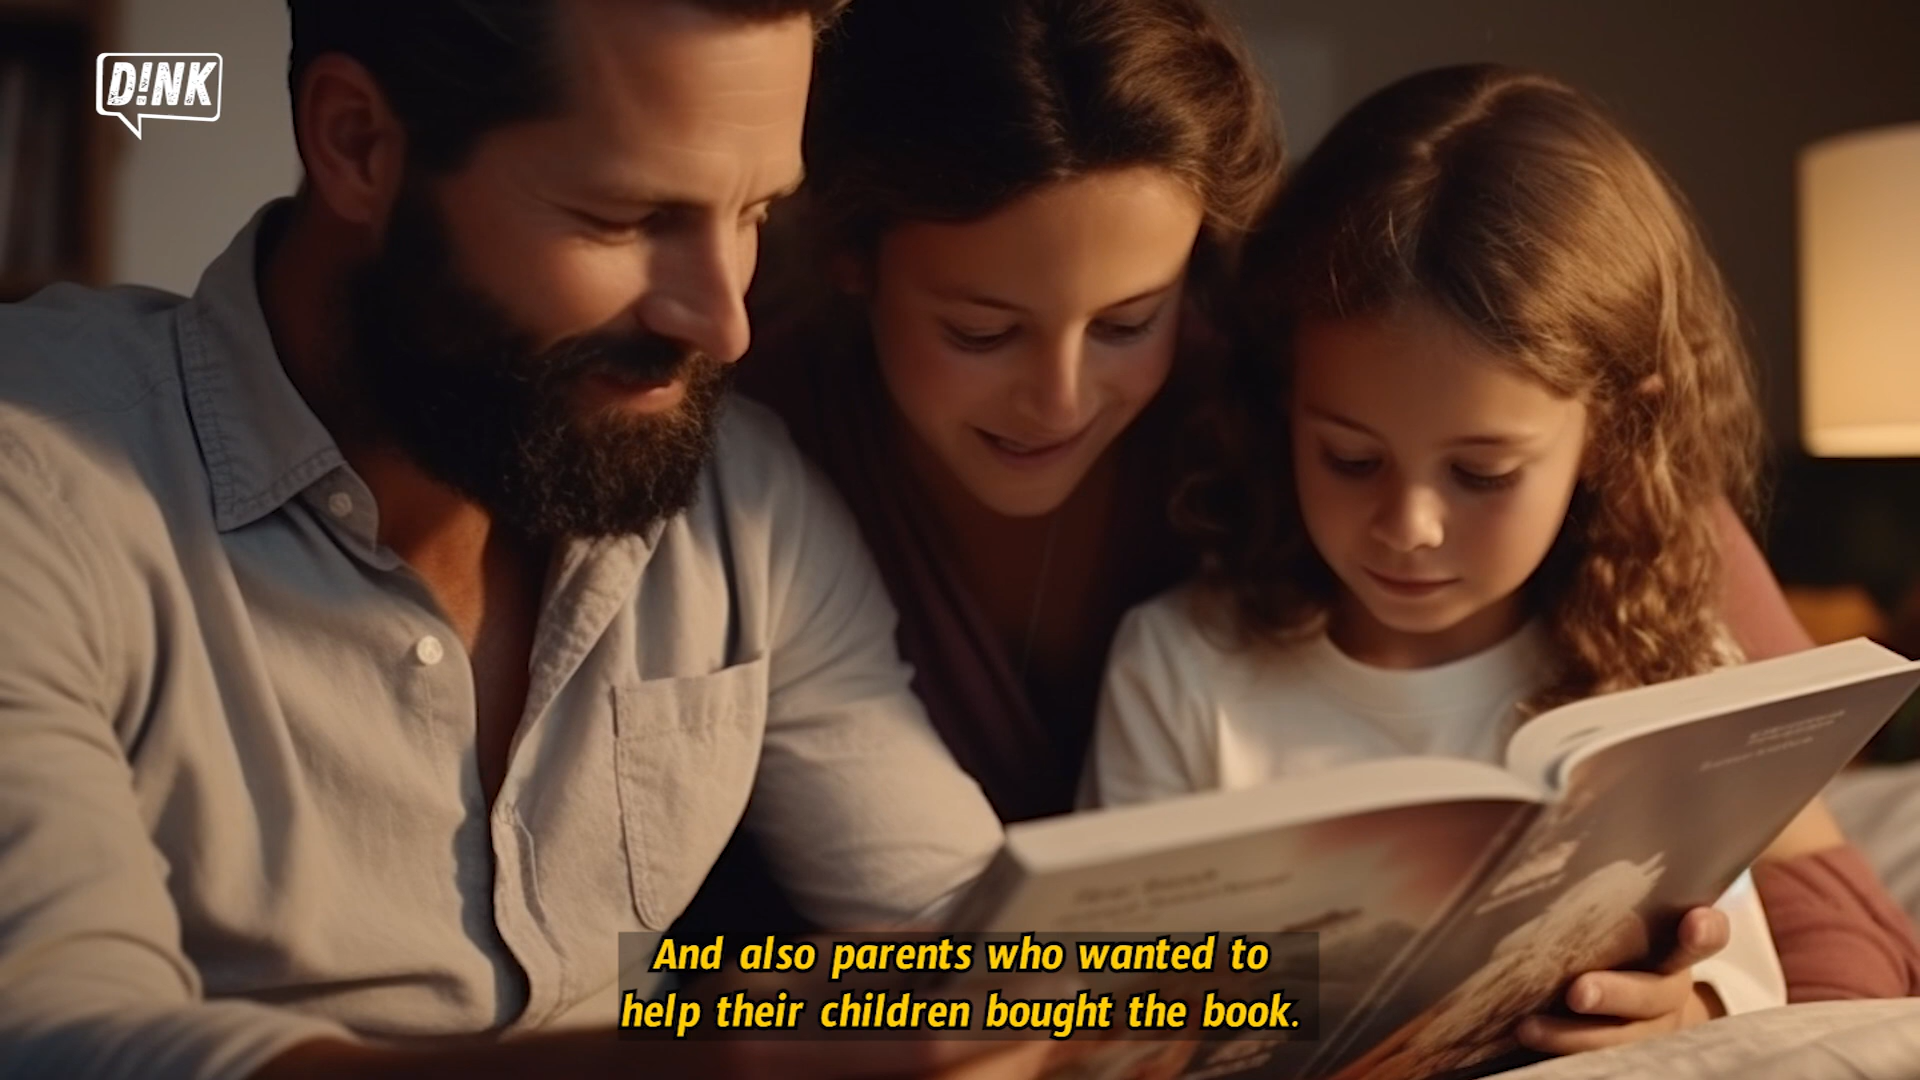 D!NK
And also parents who wanted to
help their children bought the book.